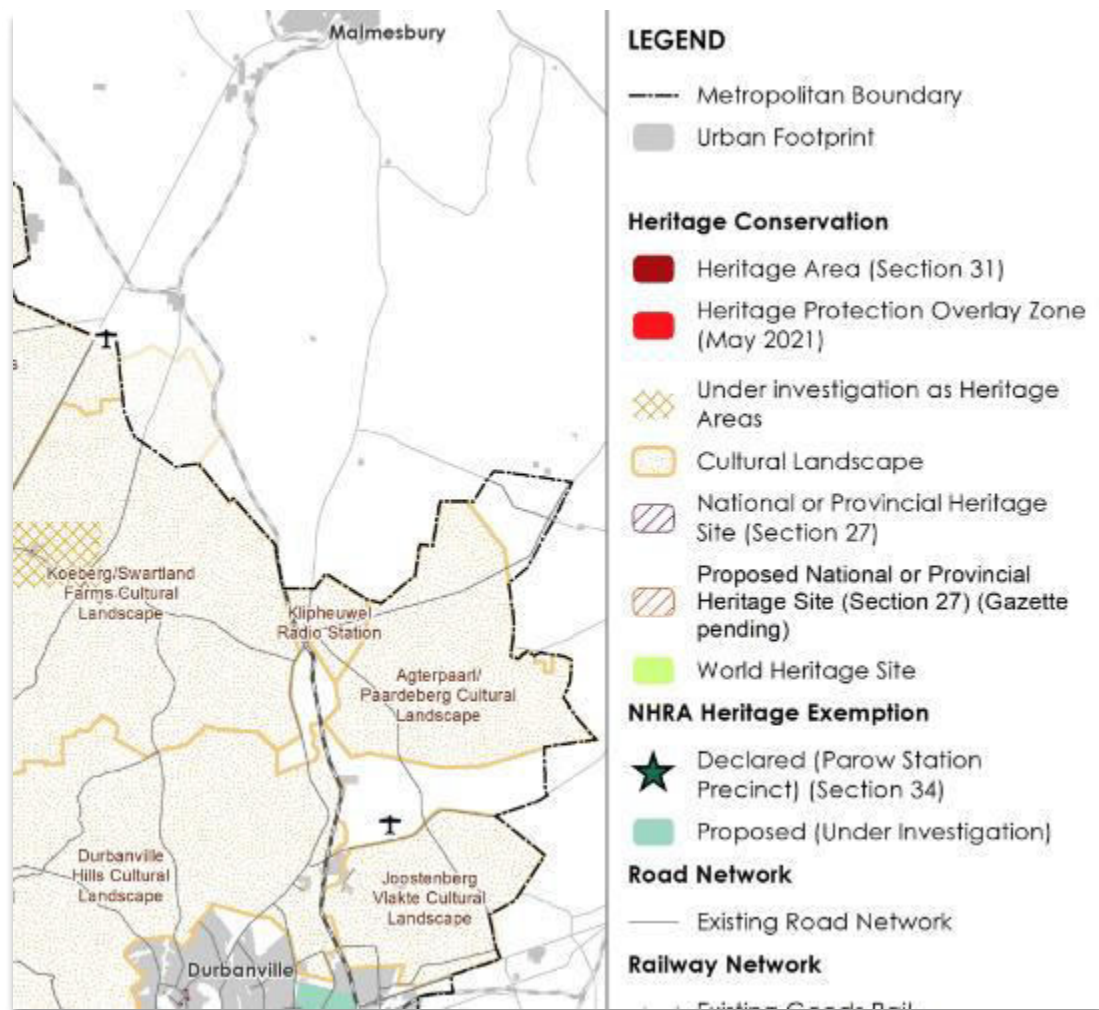 Malmesbury
s
Koeberg/Swartland
Farms Cultural
Landscape
Klipheuwel
Radio Station
Agterpaarl/
Paardeberg Cultural
Landscape
Durbanville
Hills Cultural
Landscape
Joostenberg
Vlakte Cultural
Landscape
Durbanville
LEGEND
Metropolitan Boundary
Urban Footprint
Heritage Conservation
Heritage Area (Section 31)
Heritage Protection Overlay Zone
(May 2021)
Under investigation as Heritage
Areas
Cultural Landscape
National or Provincial Heritage
Site (Section 27)
Proposed National or Provincial
Heritage Site (Section 27) (Gazette
pending)
World Heritage Site
NHRA Heritage Exemption
Declared (Parow Station
Precinct) (Section 34)
Proposed (Under Investigation)
Road Network
Existing Road Network
Railway Network
Existing Goods Rail